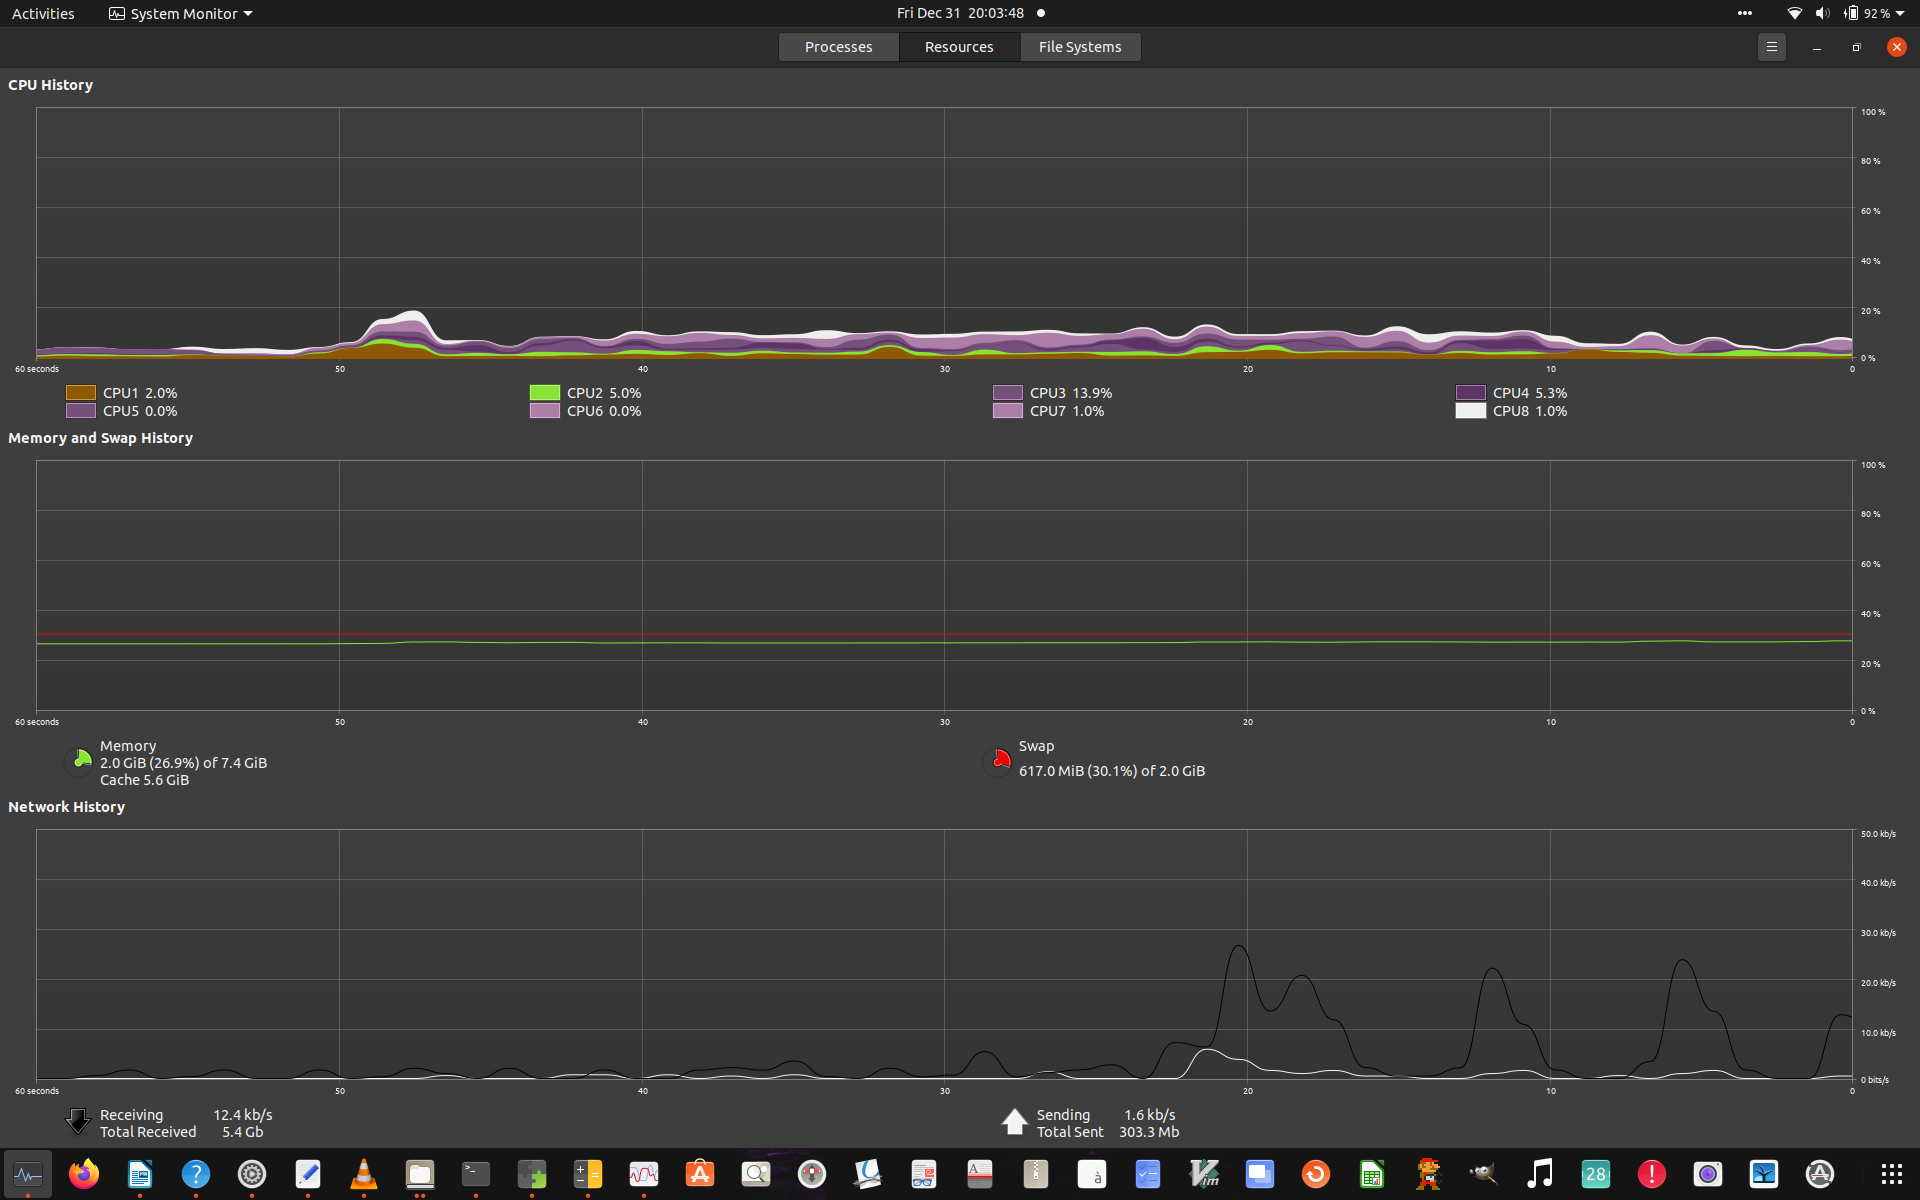 Activities System Monitor Fri Dec 31 20:03:48 92 %
Processes Resources File Systems
CPU History
100 %
80 %
60 %
40 %
20 %
0 %
60 seconds 50 40 30 20 10 0
CPU1 2.0% CPU2 5.0% CPU3 13.9% CPU4 5.3%
CPU5 0.0% CPU6 0.0% CPU7 1.0% CPU8 1.0%
Memory and Swap History
100 %
80 %
60 %
40 %
20 %
0 %
60 seconds 50 40 30 20 10 0
Memory
2.0 GiB (26.9%) of 7.4 GiB
Cache 5.6 GiB
Swap
617.0 MiB (30.1%) of 2.0 GiB
Network History
50.0 kb/s
40.0 kb/s
30.0 kb/s
20.0 kb/s
10.0 kb/s
0 bits/s
60 seconds 50 40 30 20 10 0
Receiving 12.4 kb/s
Total Received 5.4 Gb
Sending 1.6 kb/s
Total Sent 303.3 Mb
? >_ A à Vim 28 !